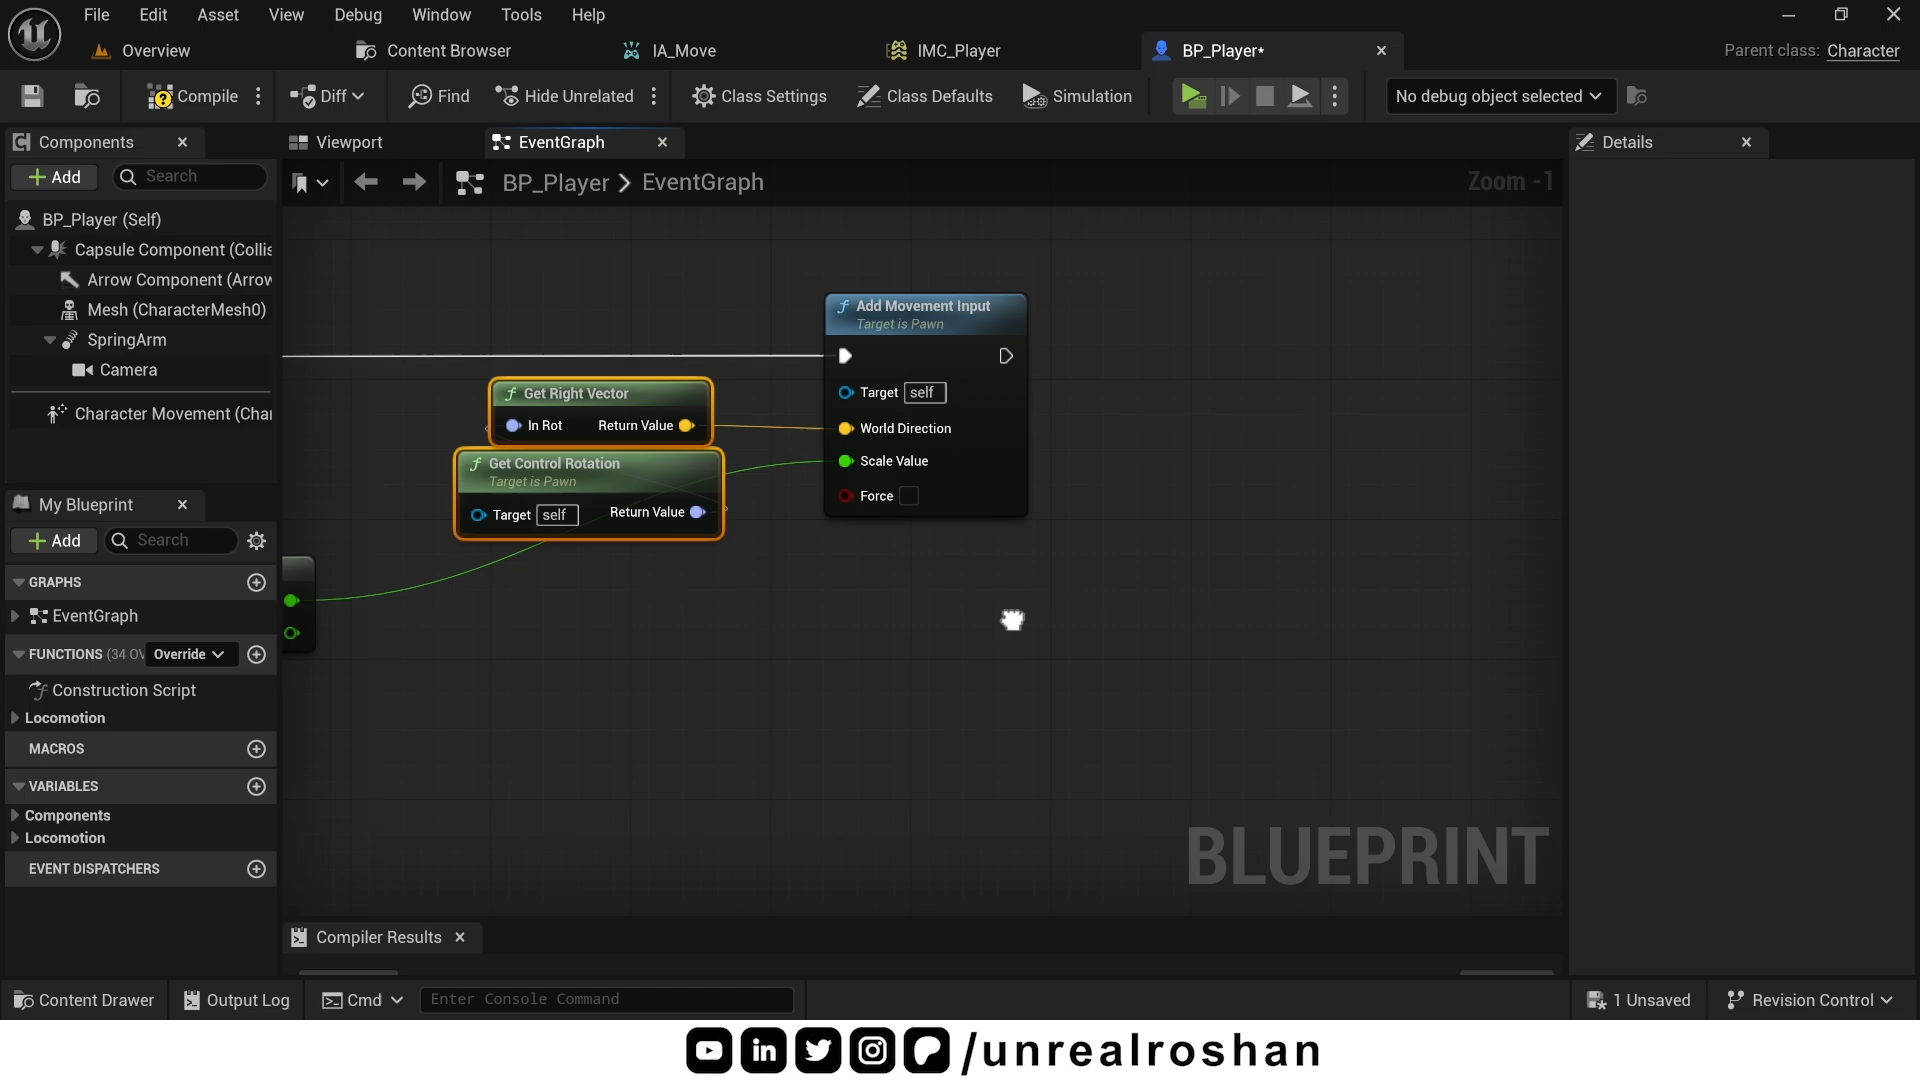 File Edit Asset View Debug Window Tools Help
Overview Content Browser IA_Move IMC_Player BP_Player* Parent class: Character
Compile Diff Find Hide Unrelated Class Settings Class Defaults Simulation No debug object selected
Components Viewport EventGraph Details
Add Search BP_Player EventGraph Zoom -1
BP_Player (Self)
Capsule Component (Collis
Arrow Component (Arrow
Mesh (CharacterMesh0)
SpringArm
Camera
Character Movement (Char
Add Movement Input
Target is Pawn
Target self
World Direction
Scale Value
Force
Get Right Vector
In Rot Return Value
Get Control Rotation
Target is Pawn
Target self Return Value
My Blueprint
Add Search
GRAPHS
EventGraph
FUNCTIONS (34 OV Override
Construction Script
Locomotion
MACROS
VARIABLES
Components
Locomotion
EVENT DISPATCHERS
BLUEPRINT
Compiler Results
Content Drawer Output Log Cmd Enter Console Command 1 Unsaved Revision Control
/unrealroshan